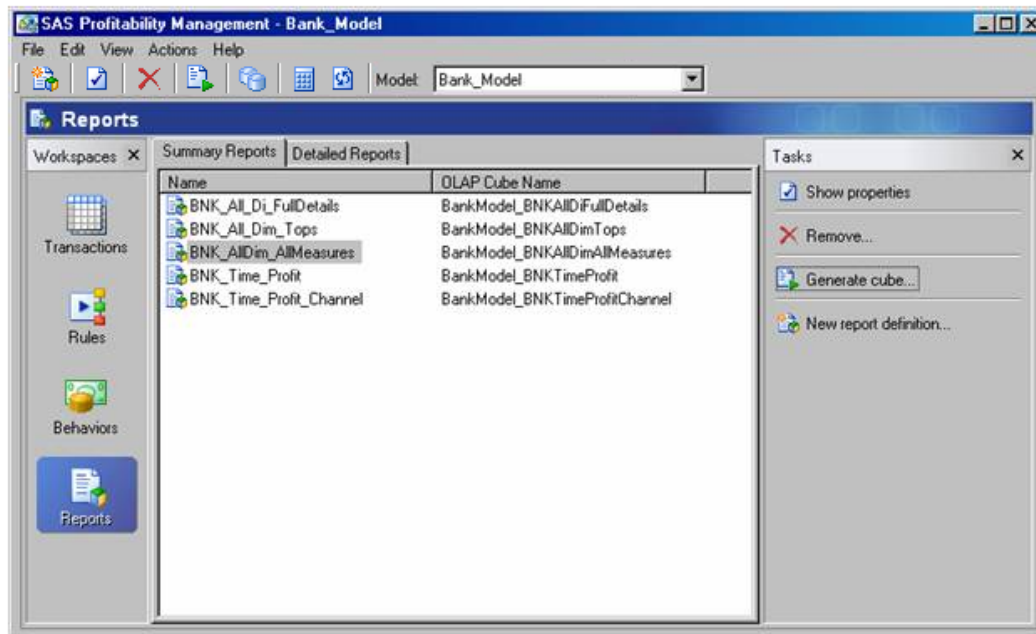 SAS Profitability Management - Bank_Model
File Edit View Actions Help
Model: Bank_Model
Reports
Workspaces
Transactions
Rules
Behaviors
Reports
Summary Reports Detailed Reports
Name OLAP Cube Name
BNK_All_Di_FullDetails BankModel_BNKAllDiFullDetails
BNK_All_Dim_Tops BankModel_BNKAllDimTops
BNK_AllDim_AllMeasures BankModel_BNKAllDimAllMeasures
BNK_Time_Profit BankModel_BNKTimeProfit
BNK_Time_Profit_Channel BankModel_BNKTimeProfitChannel
Tasks
Show properties
Remove...
Generate cube...
New report definition...